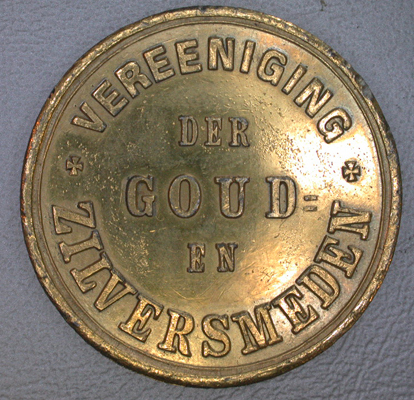 VEREENIGING
DER
GOUD=
EN
ZILVERSMEDEN